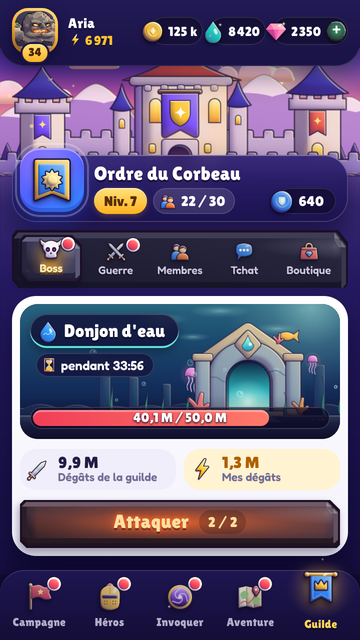 Aria
34
6 971
125 k
8420
2350
+
Ordre du Corbeau
Niv. 7
22 / 30
640
Boss
Guerre
Membres
Tchat
Boutique
Donjon d'eau
pendant 33:56
40,1 M / 50,0 M
9,9 M
Dégâts de la guilde
1,3 M
Mes dégâts
Attaquer 2 / 2
Campagne
Héros
Invoquer
Aventure
Guilde